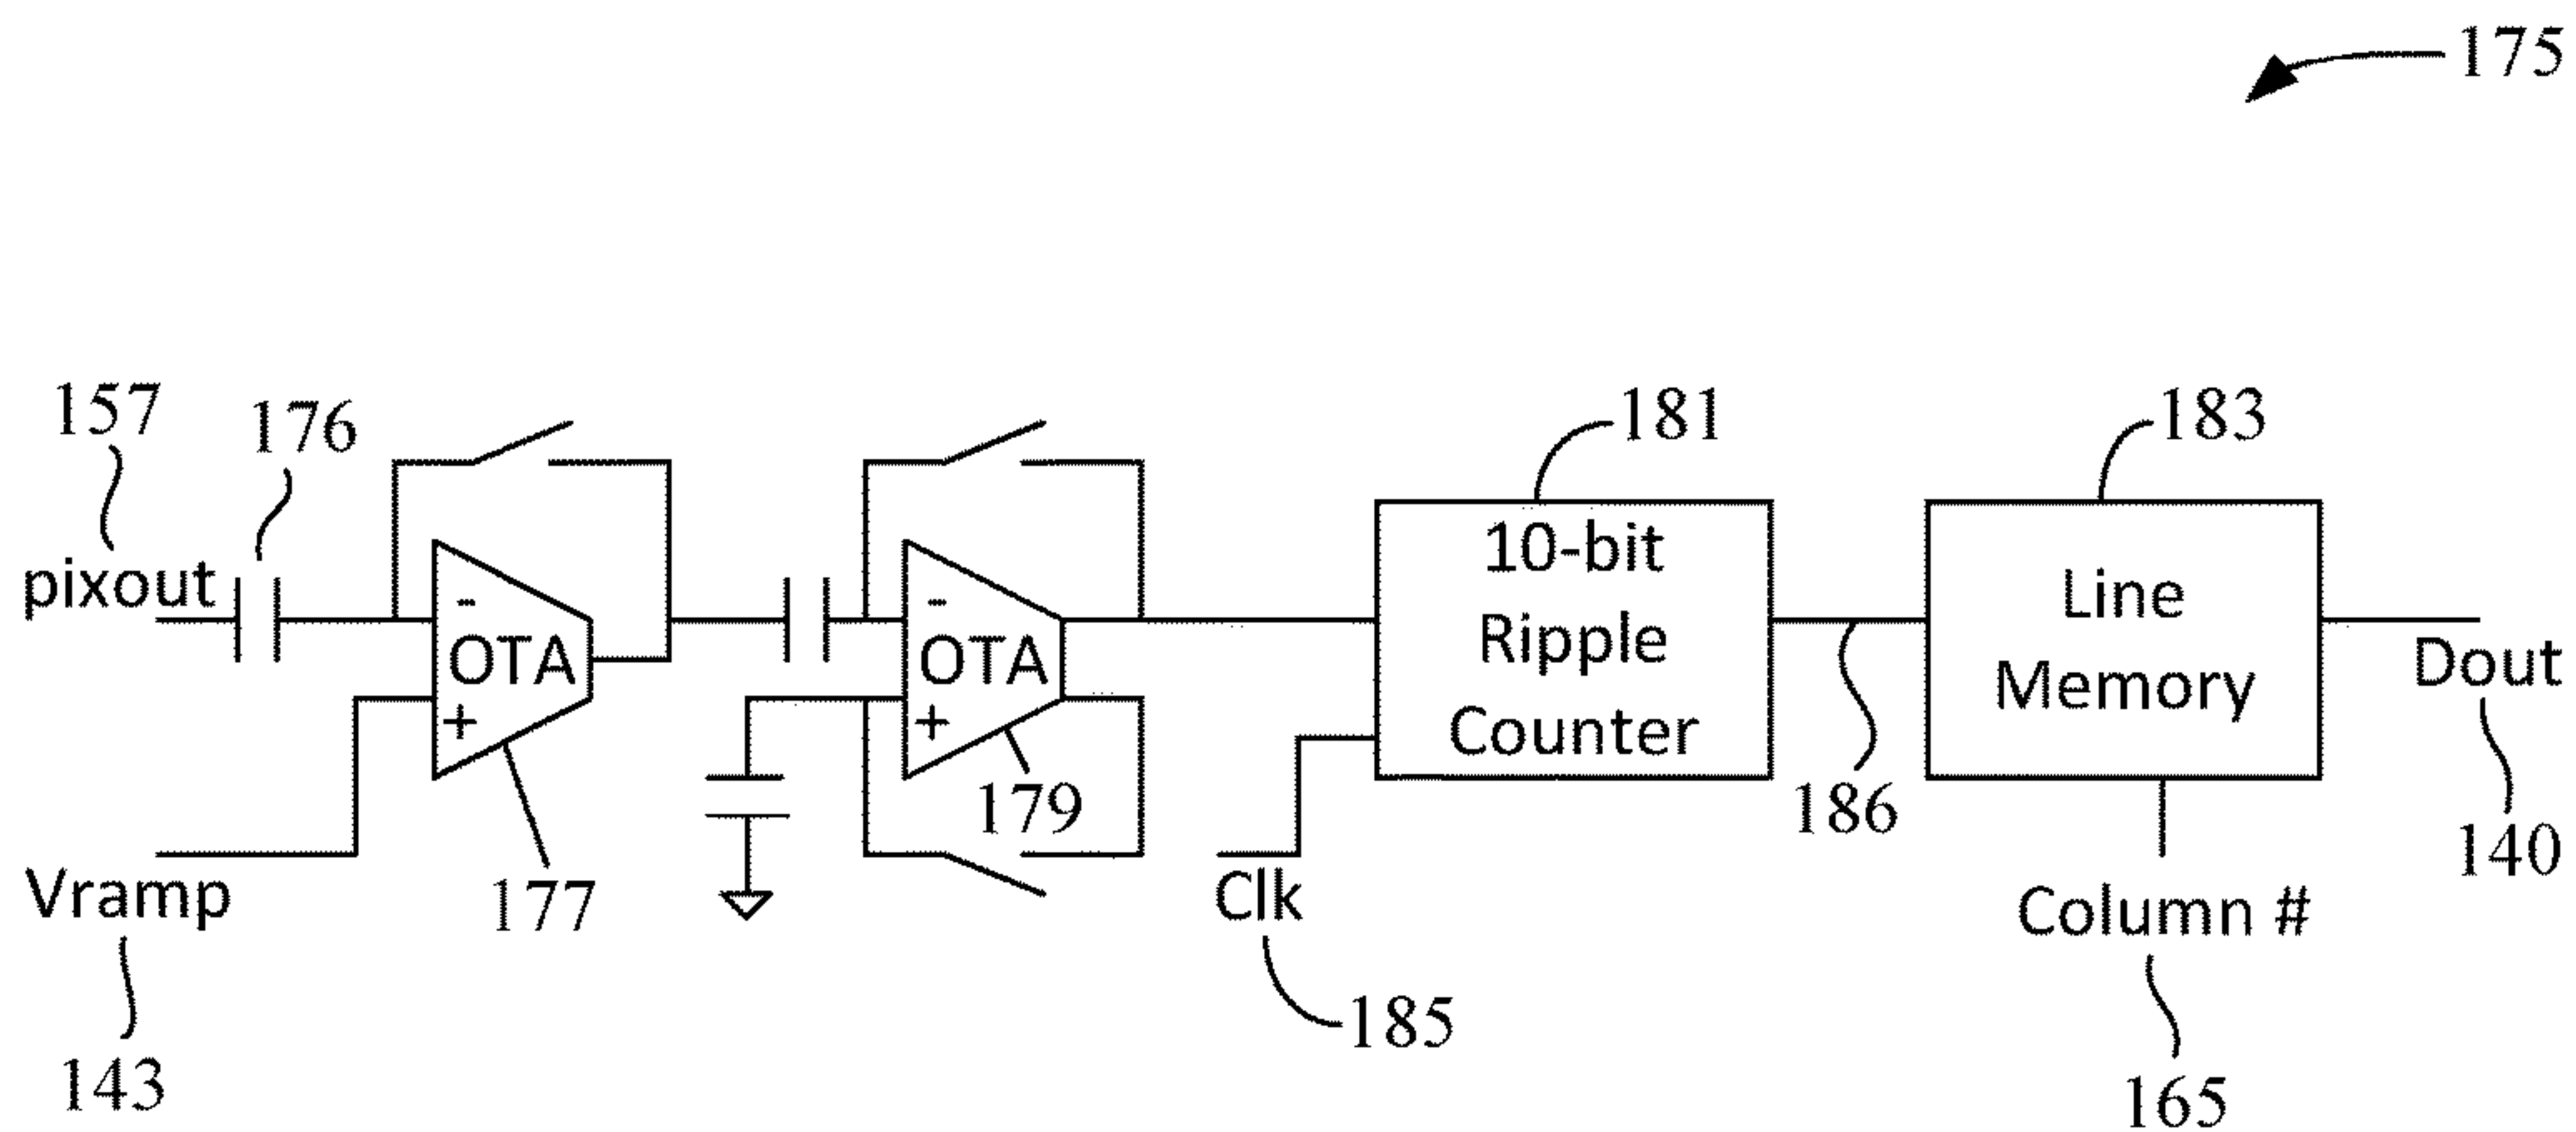 175
157
176
181
183
pixout
-
OTA
+
-
OTA
+
10-bit
Ripple
Counter
Line
Memory
Dout
Vramp
177
179
Clk
186
Column #
140
143
185
165